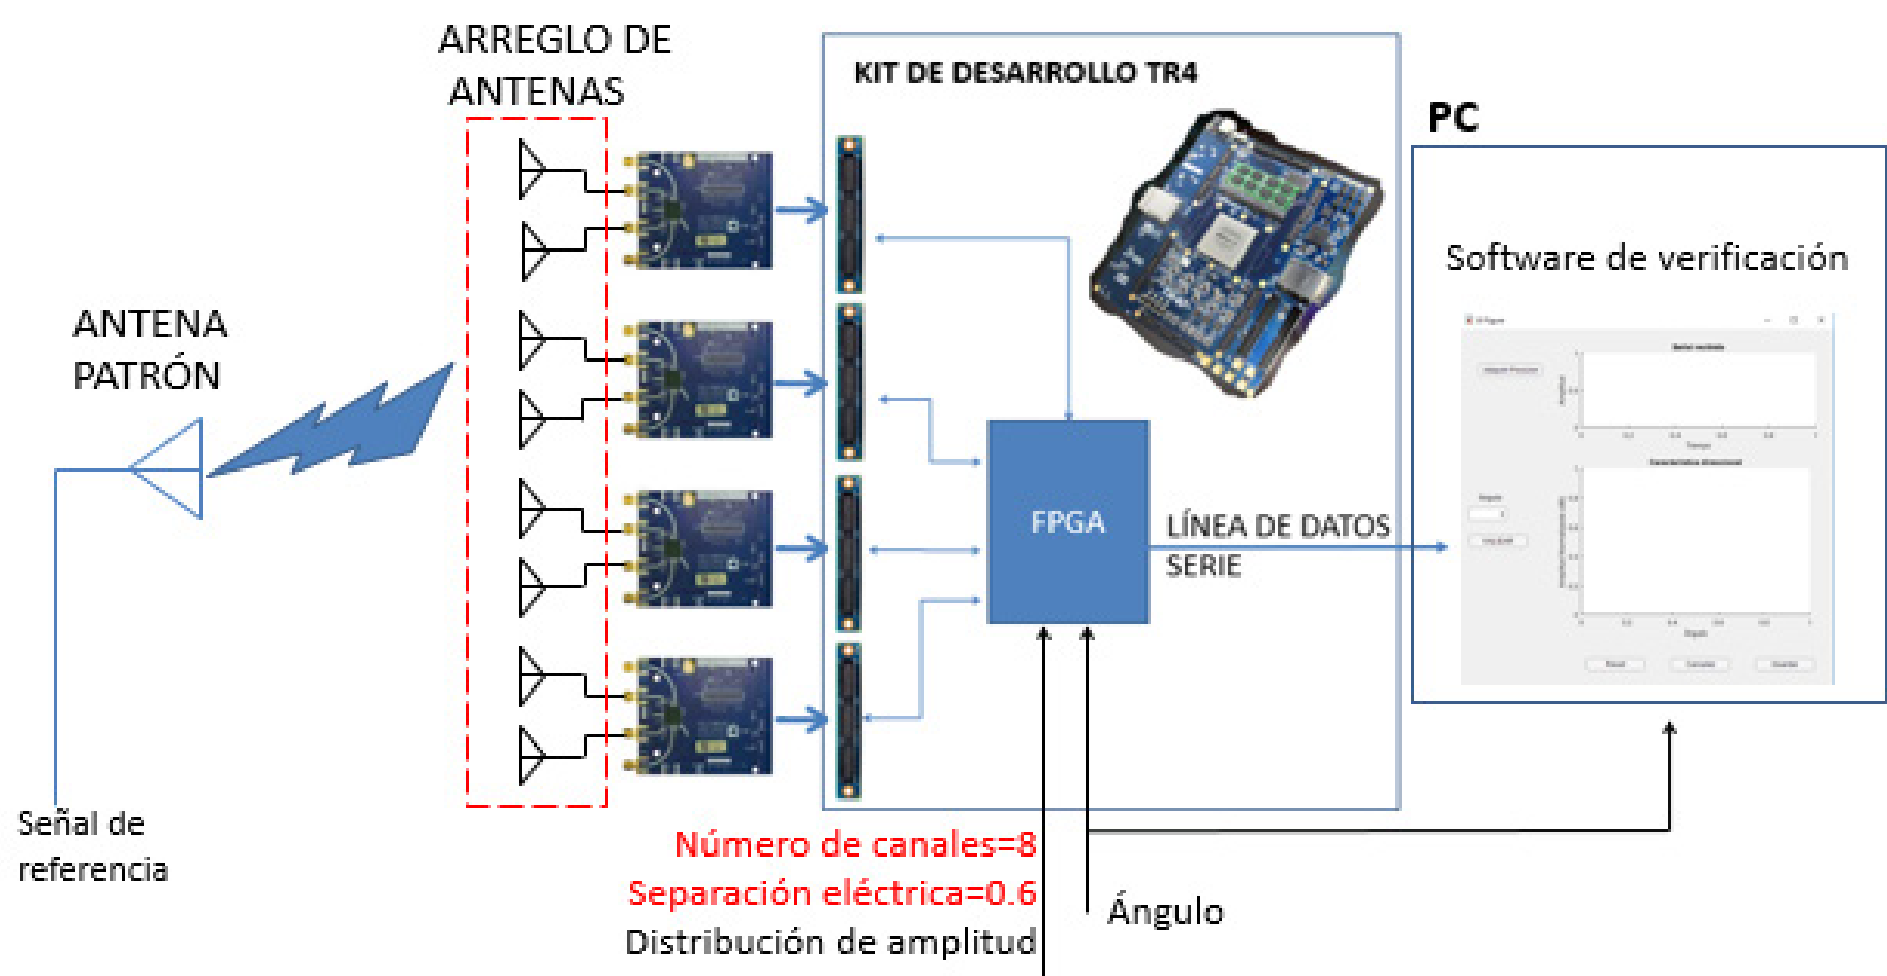 ARREGLO DE
ANTENAS
KIT DE DESARROLLO TR4
PC
Software de verificación
ANTENA
PATRÓN
FPGA
LÍNEA DE DATOS
SERIE
Señal de
referencia
Número de canales=8
Separación eléctrica=0.6
Distribución de amplitud
Ángulo